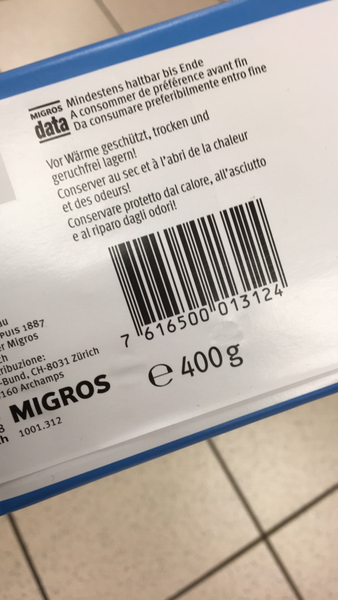 MIGROS
data
Mindestens haltbar bis Ende
A consommer de préférence avant fin
Da consumare preferibilmente entro fine
Vor Wärme geschützt, trocken und
geruchfrei lagern!
Conserver au sec et à l'abri de la chaleur
et des odeurs!
Conservare protetto dal calore, all'asciutto
e al riparo dagli odori!
7 616500 013124
PUIS 1887
Migros
-Bund, CH-8031 Zürich
160 Archamps
MIGROS
1001.312
e 400g